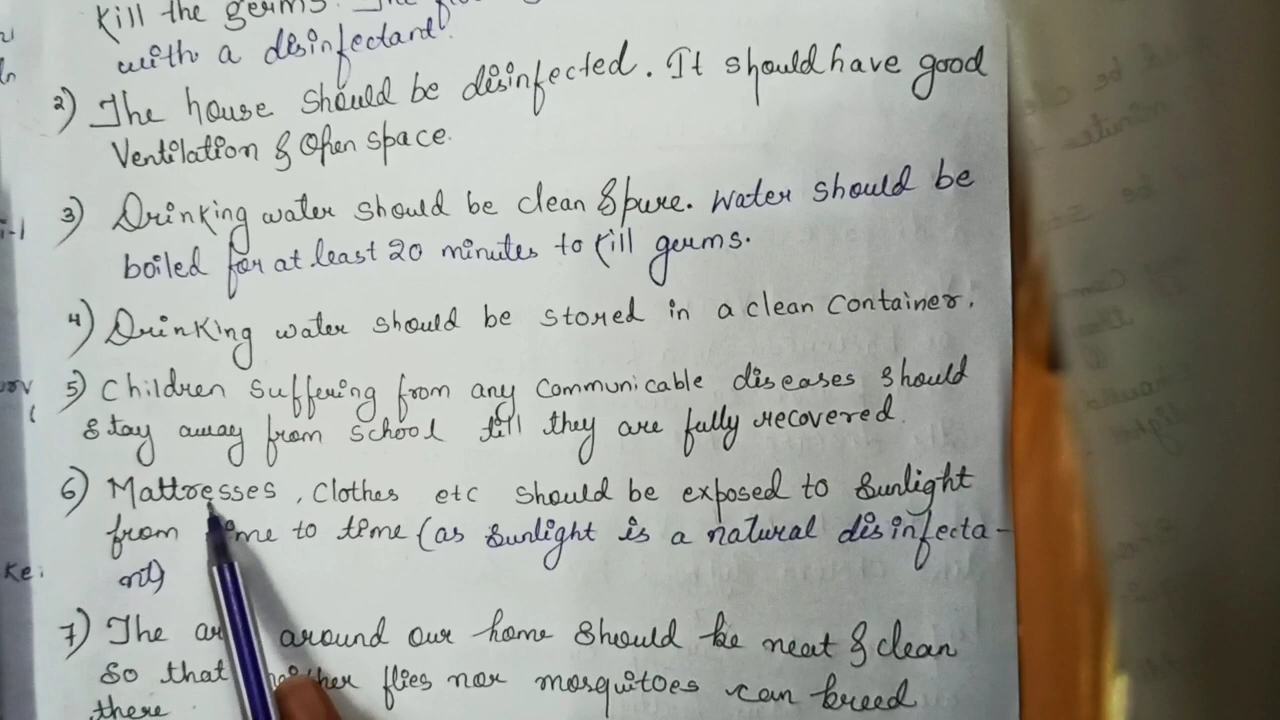 Kill the germs. The
with a disinfectant.
2) The house should be disinfected. It should have good
Ventilation & Open space.
3) Drinking water should be clean & pure. Water should be
boiled for at least 20 minutes to kill germs.
4) Drinking water should be stored in a clean container.
5) Children suffering from any communicable diseases should
stay away from school till they are fully recovered.
6) Mattresses, clothes etc should be exposed to sunlight
from time to time (as sunlight is a natural disinfecta-
nt)
7) The around our home should be neat & clean
So that neither flies nor mosquitoes can breed
there